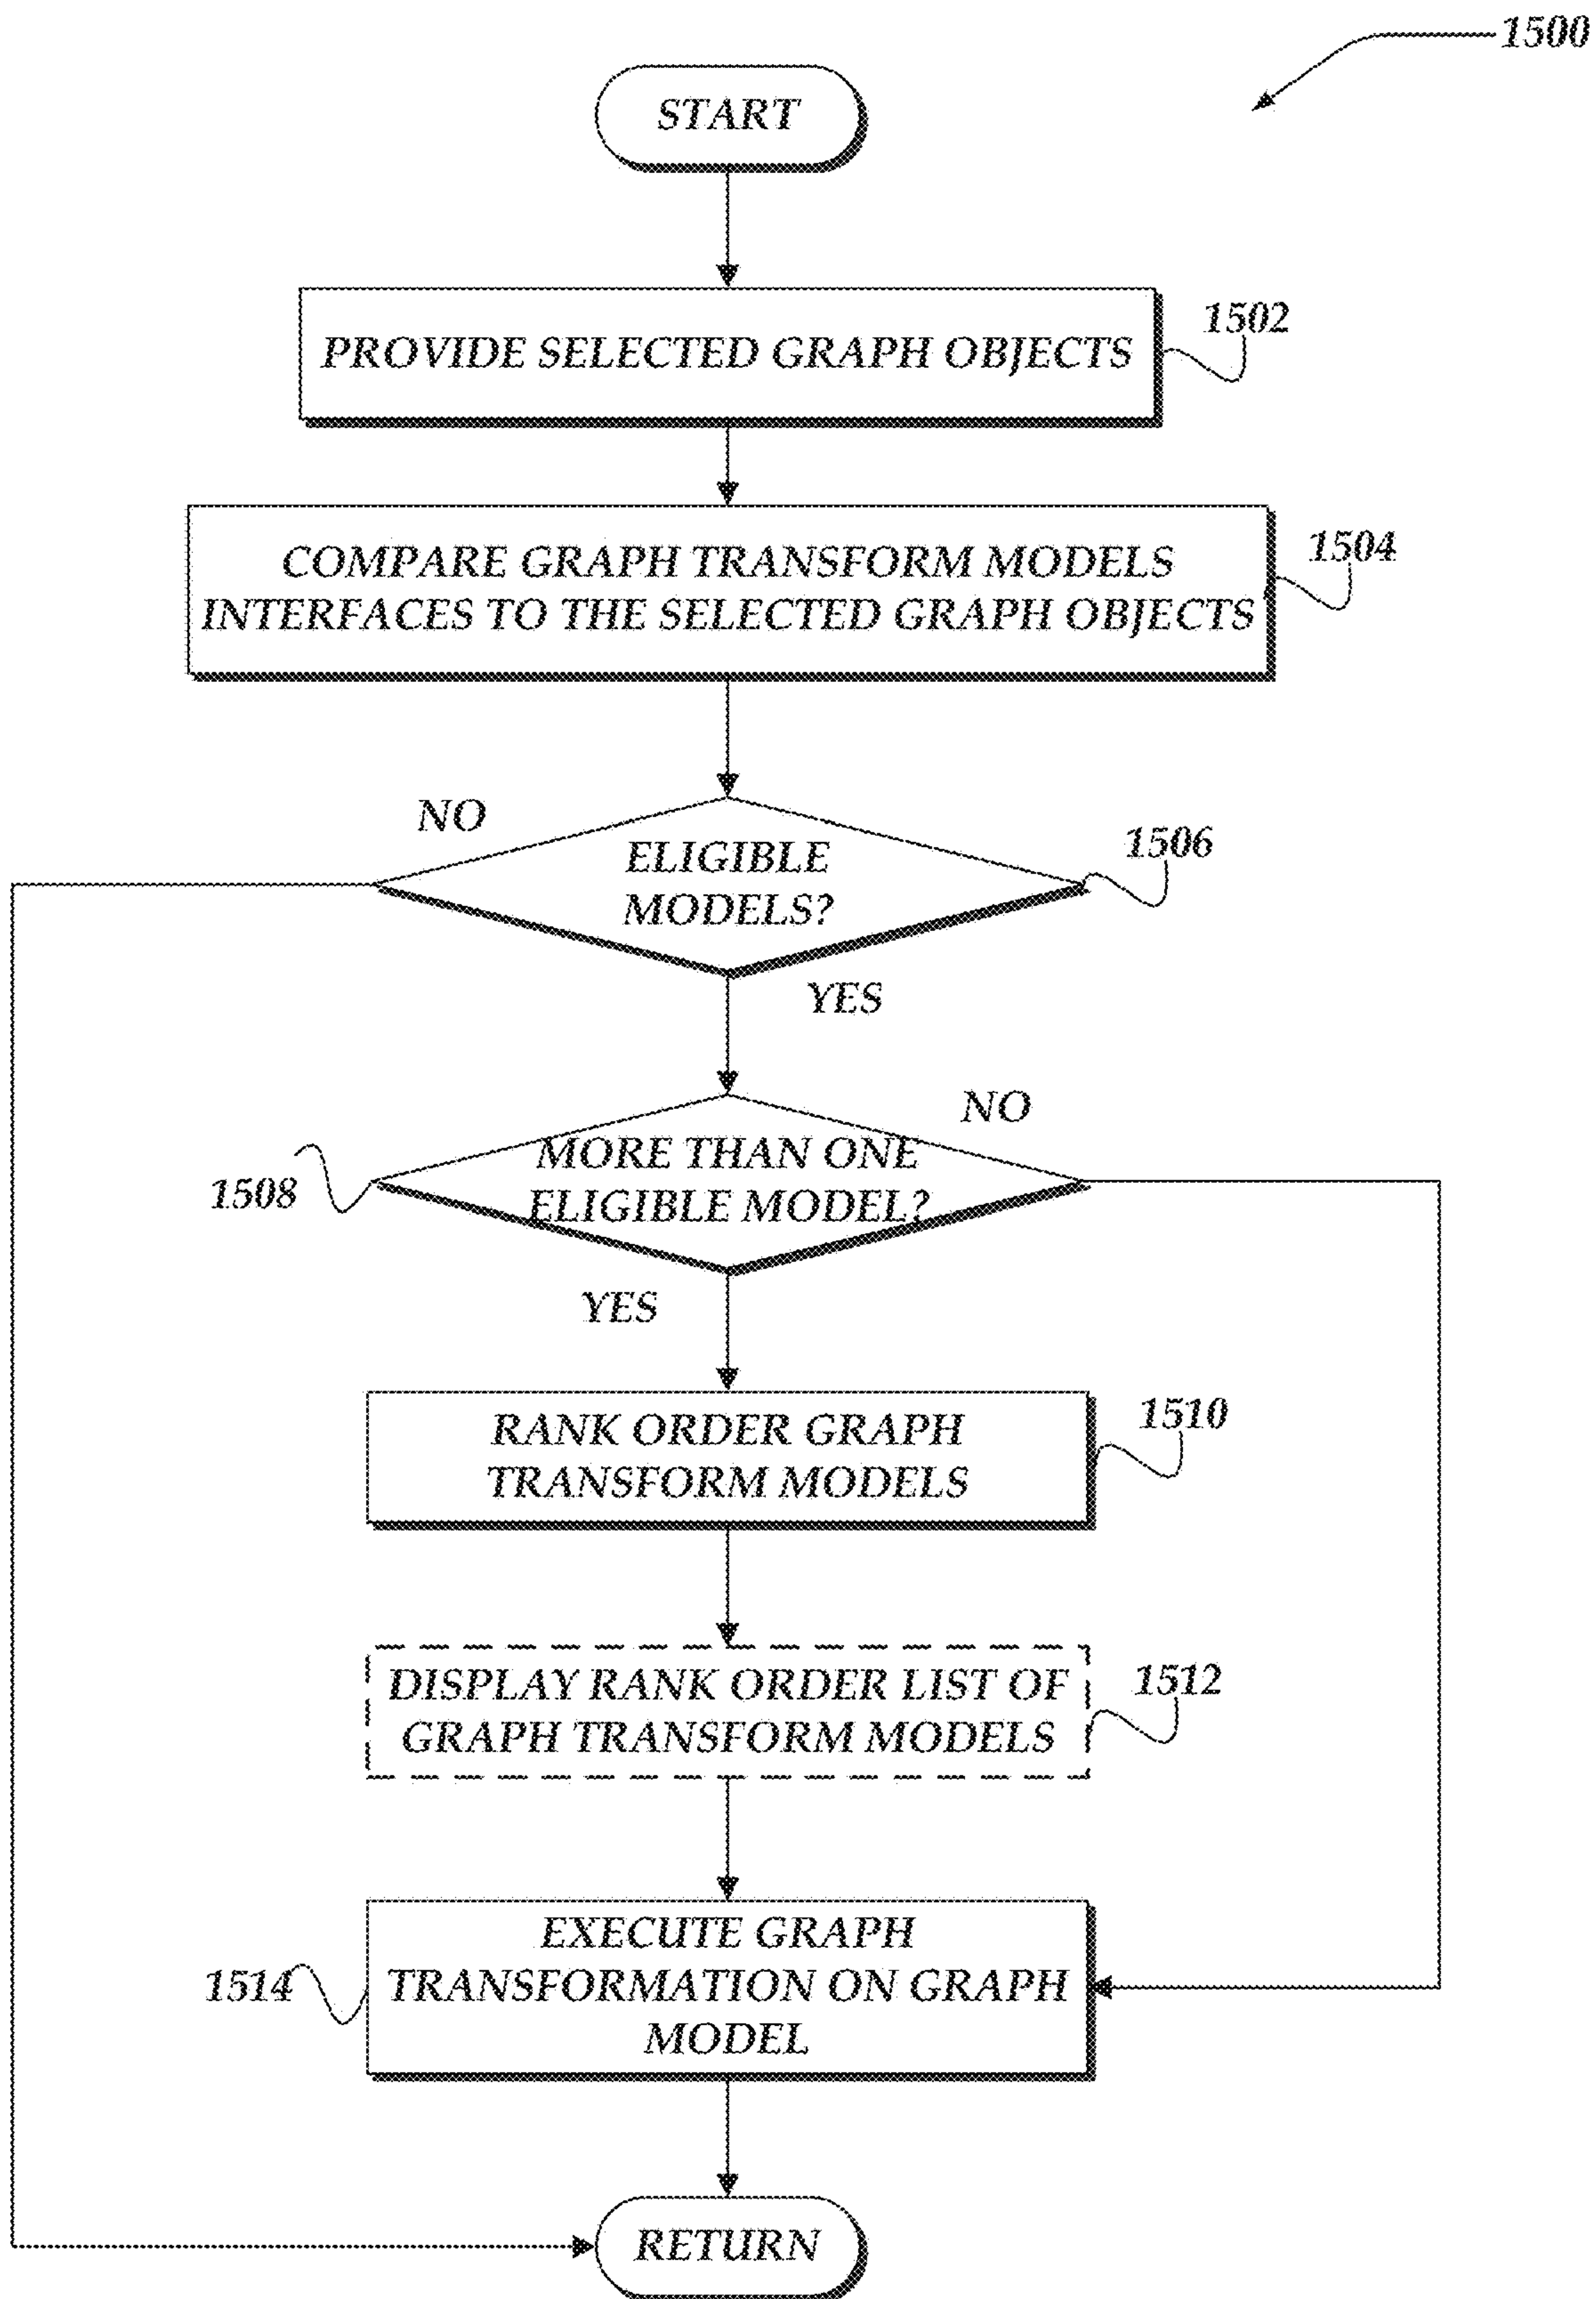 1500
START
PROVIDE SELECTED GRAPH OBJECTS
1502
COMPARE GRAPH TRANSFORM MODELS
INTERFACES TO THE SELECTED GRAPH OBJECTS
1504
NO
ELIGIBLE
MODELS?
1506
YES
NO
MORE THAN ONE
ELIGIBLE MODEL?
1508
YES
RANK ORDER GRAPH
TRANSFORM MODELS
1510
DISPLAY RANK ORDER LIST OF
GRAPH TRANSFORM MODELS
1512
EXECUTE GRAPH
TRANSFORMATION ON GRAPH
MODEL
1514
RETURN